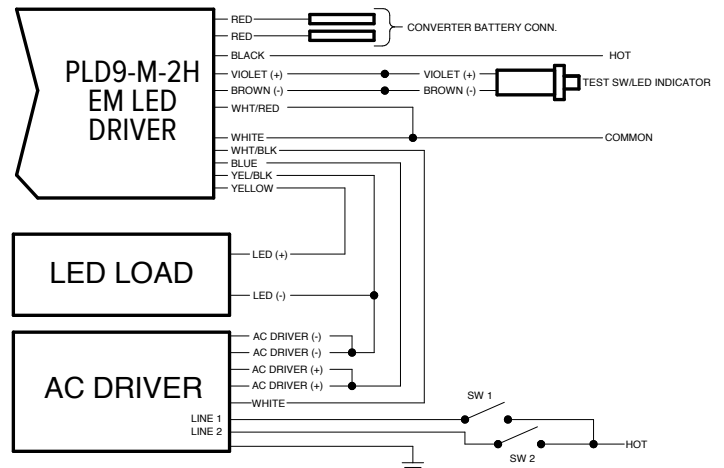 RED
RED
CONVERTER BATTERY CONN.
BLACK
HOT
PLD9-M-2H
EM LED
DRIVER
VIOLET (+)
VIOLET (+)
BROWN (-)
BROWN (-)
TEST SW/LED INDICATOR
WHT/RED
WHITE
COMMON
WHT/BLK
BLUE
YEL/BLK
YELLOW
LED LOAD
LED (+)
LED (-)
AC DRIVER
AC DRIVER (-)
AC DRIVER (-)
AC DRIVER (+)
AC DRIVER (+)
WHITE
LINE 1
LINE 2
SW 1
SW 2
HOT